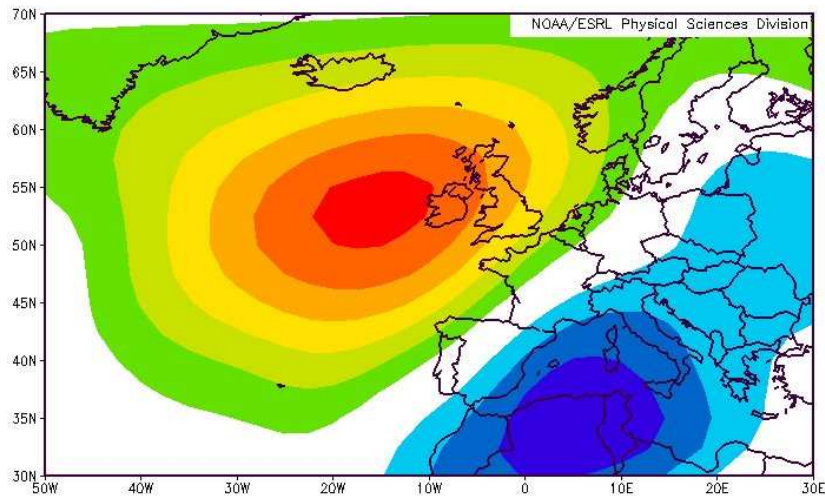 70N
NOAA/ESRL Physical Sciences Division
65N
60N
55N
50N
45N
40N
35N
30N
50W 40W 30W 20W 10W 0 10E 20E 30E